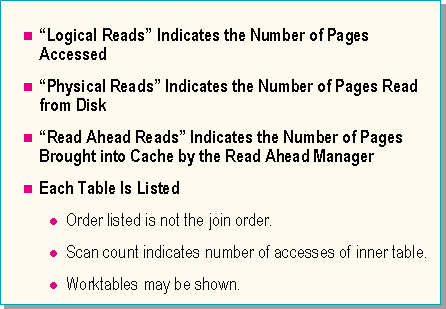 “Logical Reads” Indicates the Number of Pages
Accessed
“Physical Reads” Indicates the Number of Pages Read
from Disk
“Read Ahead Reads” Indicates the Number of Pages
Brought into Cache by the Read Ahead Manager
Each Table Is Listed
Order listed is not the join order.
Scan count indicates number of accesses of inner table.
Worktables may be shown.